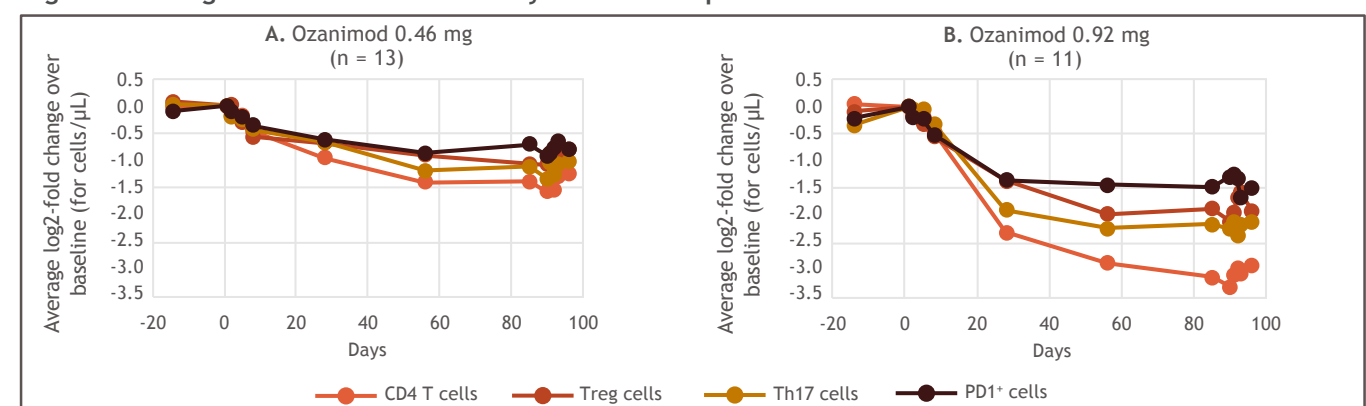 A. Ozanimod 0.46 mg
(n = 13)
Average log2-fold change over
baseline (for cells/µL)
0.5
0.0
-0.5
-1.0
-1.5
-2.0
-2.5
-3.0
-3.5
-20 0 20 40 60 80 100
Days
B. Ozanimod 0.92 mg
(n = 11)
Average log2-fold change over
baseline (for cells/µL)
0.5
0.0
-0.5
-1.0
-1.5
-2.0
-2.5
-3.0
-3.5
-20 0 20 40 60 80 100
Days
CD4 T cells Treg cells Th17 cells PD1⁺ cells